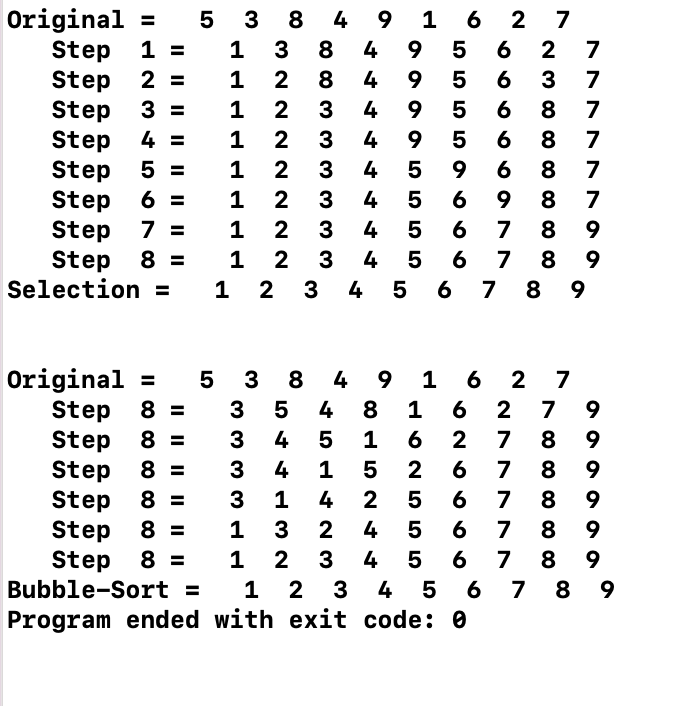 Original =   5  3  8  4  9  1  6  2  7
   Step  1 =   1  3  8  4  9  5  6  2  7
   Step  2 =   1  2  8  4  9  5  6  3  7
   Step  3 =   1  2  3  4  9  5  6  8  7
   Step  4 =   1  2  3  4  9  5  6  8  7
   Step  5 =   1  2  3  4  5  9  6  8  7
   Step  6 =   1  2  3  4  5  6  9  8  7
   Step  7 =   1  2  3  4  5  6  7  8  9
   Step  8 =   1  2  3  4  5  6  7  8  9
Selection =   1  2  3  4  5  6  7  8  9
Original =   5  3  8  4  9  1  6  2  7
   Step  8 =   3  5  4  8  1  6  2  7  9
   Step  8 =   3  4  5  1  6  2  7  8  9
   Step  8 =   3  4  1  5  2  6  7  8  9
   Step  8 =   3  1  4  2  5  6  7  8  9
   Step  8 =   1  3  2  4  5  6  7  8  9
   Step  8 =   1  2  3  4  5  6  7  8  9
Bubble-Sort =   1  2  3  4  5  6  7  8  9
Program ended with exit code: 0